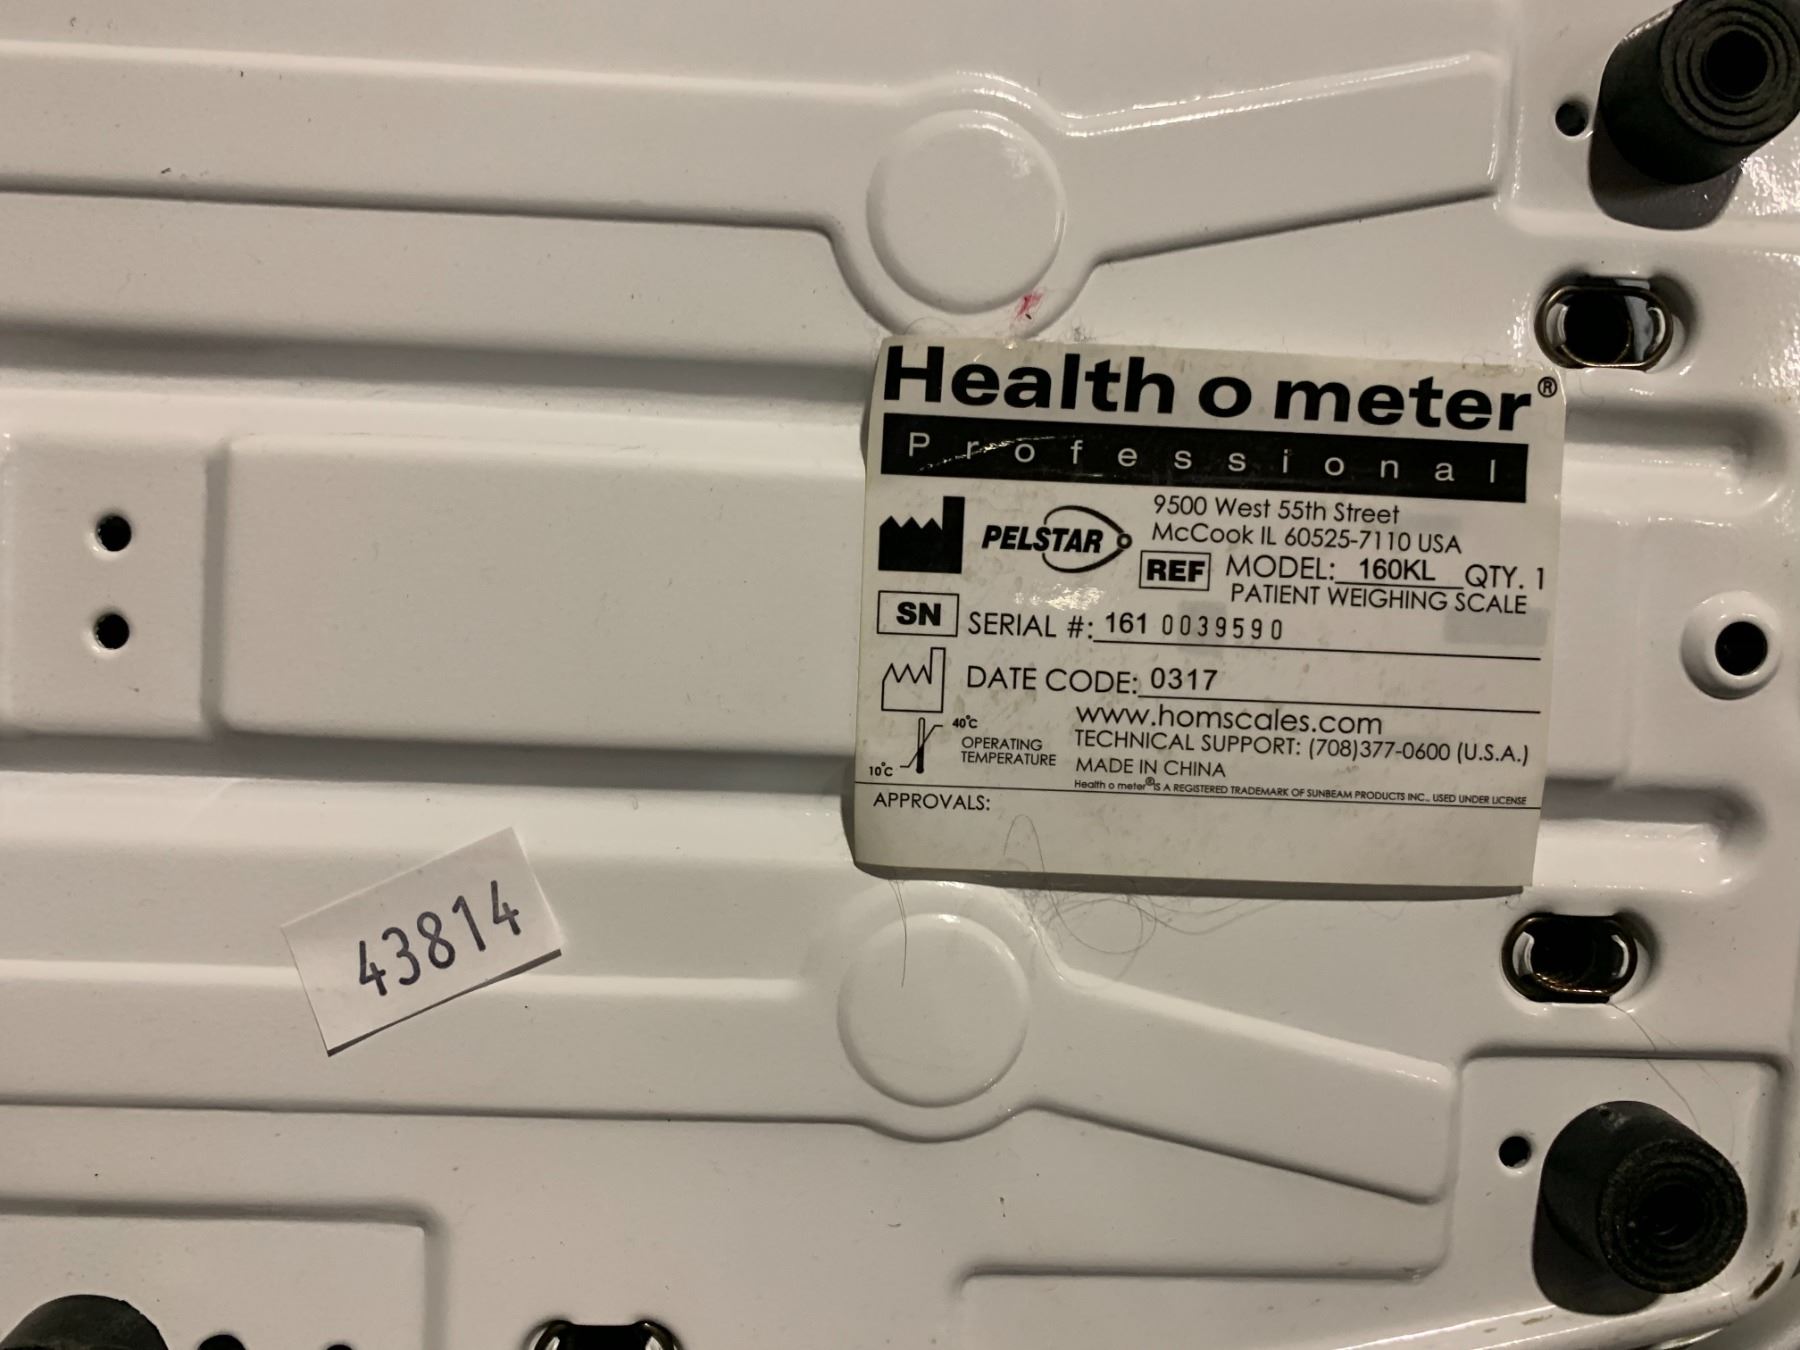 Health o meter®
Professional
PELSTAR
9500 West 55th Street
McCook IL 60525-7110 USA
REF MODEL: 160KL QTY. 1
PATIENT WEIGHING SCALE
SN SERIAL #: 161 0039590
DATE CODE: 0317
www.homscales.com
40°C
OPERATING
TEMPERATURE
10°C
TECHNICAL SUPPORT: (708)377-0600 (U.S.A.)
MADE IN CHINA
Health o meter® IS A REGISTERED TRADEMARK OF SUNBEAM PRODUCTS INC., USED UNDER LICENSE
APPROVALS:
43814